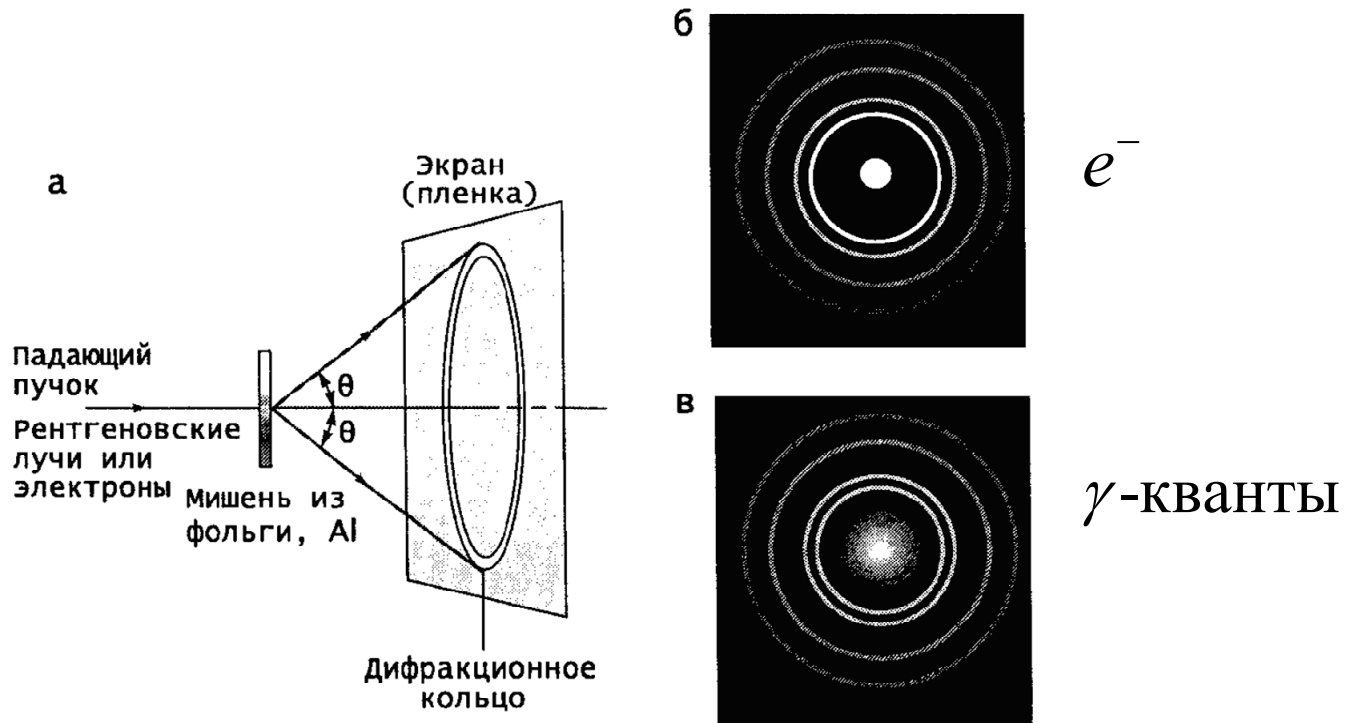 а
Экран
(пленка)
Падающий
пучок
θ
θ
Рентгеновские
лучи или
электроны
Мишень из
фольги, Al
Дифракционное
кольцо
б
e⁻
в
γ-кванты